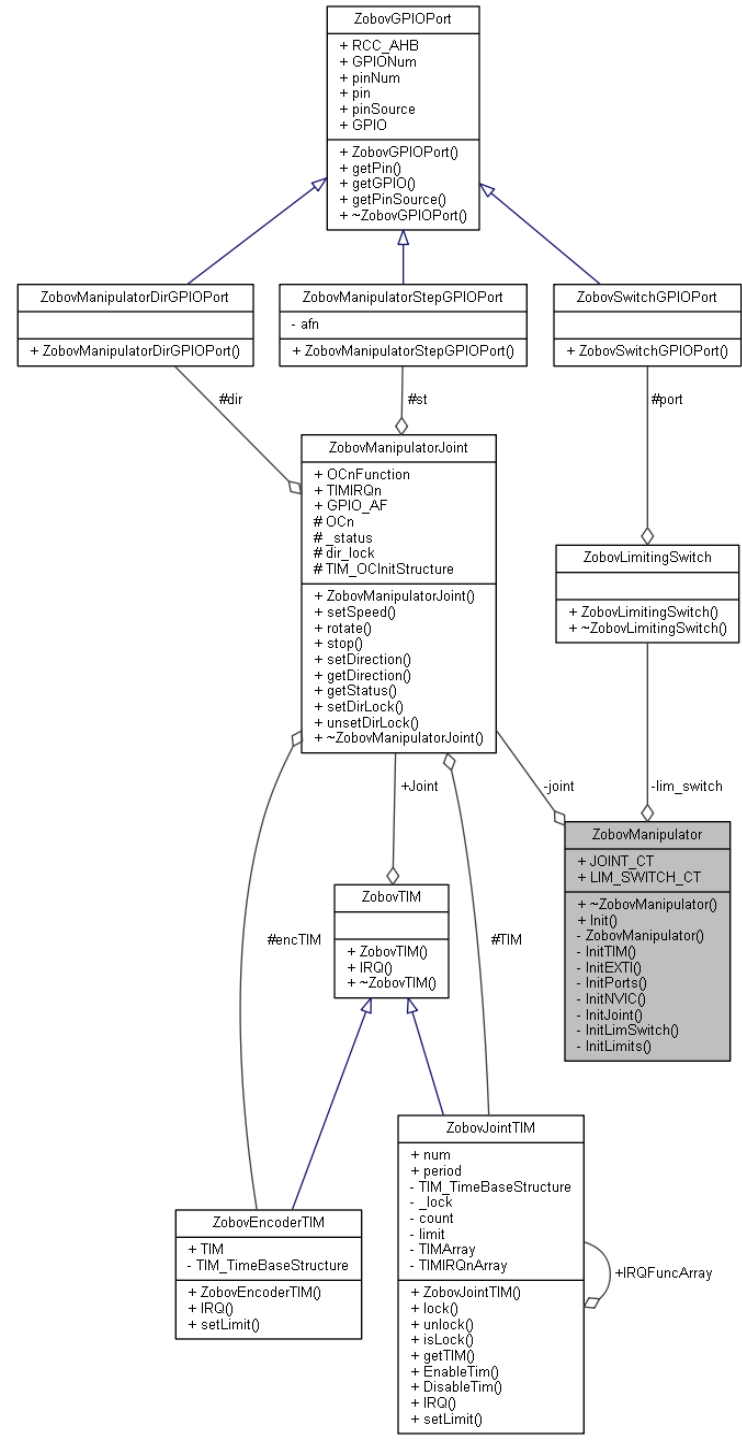 ZobovGPIOPort
+ RCC_AHB
+ GPIONum
+ pinNum
+ pin
+ pinSource
+ GPIO
+ ZobovGPIOPort()
+ getPin()
+ getGPIO()
+ getPinSource()
+ ~ZobovGPIOPort()
ZobovManipulatorDirGPIOPort
+ ZobovManipulatorDirGPIOPort()
ZobovManipulatorStepGPIOPort
- afn
+ ZobovManipulatorStepGPIOPort()
ZobovSwitchGPIOPort
+ ZobovSwitchGPIOPort()
#dir
#st
#port
ZobovManipulatorJoint
+ OCnFunction
+ TIMIRQn
+ GPIO_AF
# OCn
# _status
# dir_lock
# TIM_OCInitStructure
+ ZobovManipulatorJoint()
+ setSpeed()
+ rotate()
+ stop()
+ setDirection()
+ getDirection()
+ getStatus()
+ setDirLock()
+ unsetDirLock()
+ ~ZobovManipulatorJoint()
ZobovLimitingSwitch
+ ZobovLimitingSwitch()
+ ~ZobovLimitingSwitch()
+Joint
-joint
-lim_switch
ZobovManipulator
+ JOINT_CT
+ LIM_SWITCH_CT
+ ~ZobovManipulator()
+ Init()
- ZobovManipulator()
- InitTIM()
- InitEXTI()
- InitPorts()
- InitNVIC()
- InitJoint()
- InitLimSwitch()
- InitLimits()
ZobovTIM
+ ZobovTIM()
+ IRQ()
+ ~ZobovTIM()
#encTIM
#TIM
ZobovJointTIM
+ num
+ period
- TIM_TimeBaseStructure
- _lock
- count
- limit
- TIMArray
- TIMIRQnArray
+ ZobovJointTIM()
+ lock()
+ unlock()
+ isLock()
+ getTIM()
+ EnableTim()
+ DisableTim()
+ IRQ()
+ setLimit()
+IRQFuncArray
ZobovEncoderTIM
+ TIM
- TIM_TimeBaseStructure
+ ZobovEncoderTIM()
+ IRQ()
+ setLimit()